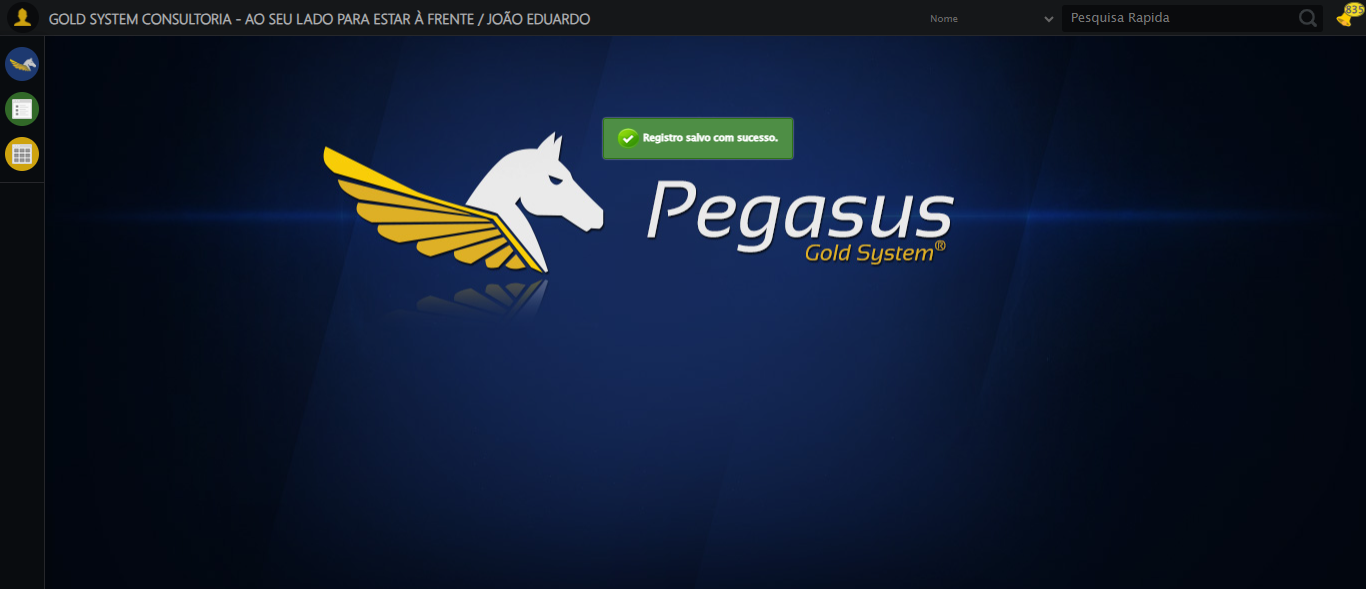 GOLD SYSTEM CONSULTORIA - AO SEU LADO PARA ESTAR À FRENTE / JOÃO EDUARDO
Nome
Pesquisa Rapida
835
Registro salvo com sucesso.
Pegasus
Gold System®